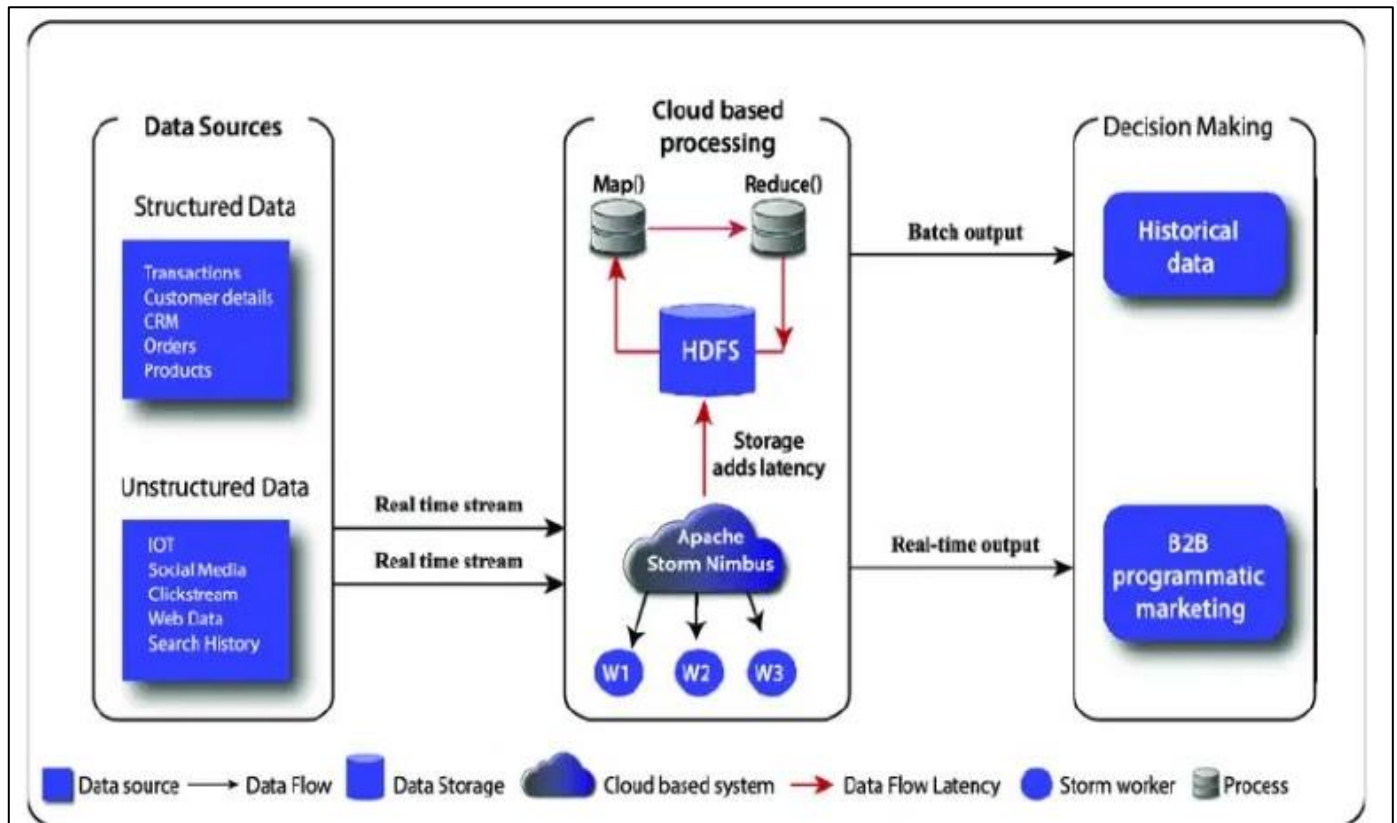 Data Sources
Structured Data
Transactions
Customer details
CRM
Orders
Products
Unstructured Data
IOT
Social Media
Clickstream
Web Data
Search History
Real time stream
Real time stream
Cloud based
processing
Map()
Reduce()
HDFS
Storage
adds latency
Apache
Storm Nimbus
W1
W2
W3
Batch output
Real-time output
Decision Making
Historical
data
B2B
programmatic
marketing
Data source
Data Flow
Data Storage
Cloud based system
Data Flow Latency
Storm worker
Process